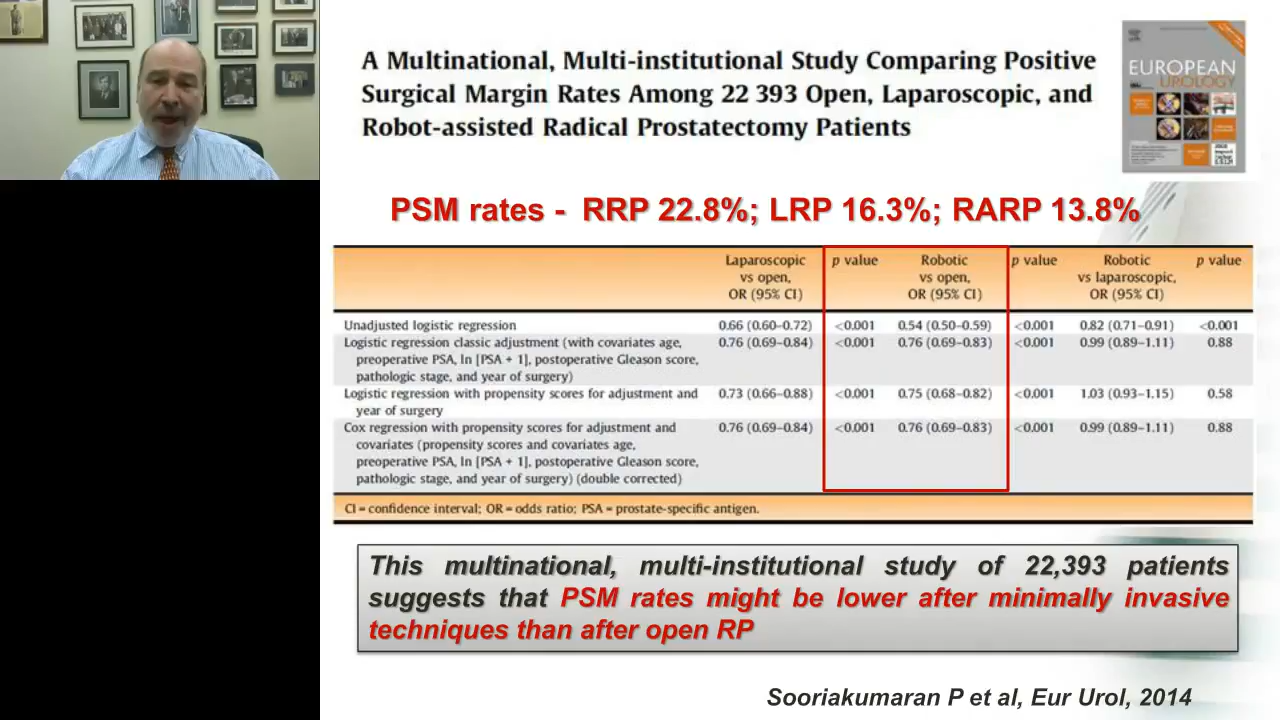 A Multinational, Multi-institutional Study Comparing Positive
Surgical Margin Rates Among 22 393 Open, Laparoscopic, and
Robot-assisted Radical Prostatectomy Patients
EUROPEAN
UROLOGY
PSM rates - RRP 22.8%; LRP 16.3%; RARP 13.8%
Laparoscopic vs open, OR (95% CI) p value Robotic vs open, OR (95% CI) p value Robotic vs laparoscopic, OR (95% CI) p value
Unadjusted logistic regression 0.66 (0.60–0.72) <0.001 0.54 (0.50–0.59) <0.001 0.82 (0.71–0.91) <0.001
Logistic regression classic adjustment (with covariates age, 0.76 (0.69–0.84) <0.001 0.76 (0.69–0.83) <0.001 0.99 (0.89–1.11) 0.88
preoperative PSA, ln [PSA + 1], postoperative Gleason score,
pathologic stage, and year of surgery)
Logistic regression with propensity scores for adjustment and 0.73 (0.66–0.88) <0.001 0.75 (0.68–0.82) <0.001 1.03 (0.93–1.15) 0.58
year of surgery
Cox regression with propensity scores for adjustment and 0.76 (0.69–0.84) <0.001 0.76 (0.69–0.83) <0.001 0.99 (0.89–1.11) 0.88
covariates (propensity scores and covariates age,
preoperative PSA, ln [PSA + 1], postoperative Gleason score,
pathologic stage, and year of surgery) (double corrected)
CI = confidence interval; OR = odds ratio; PSA = prostate-specific antigen.
This multinational, multi-institutional study of 22,393 patients
suggests that PSM rates might be lower after minimally invasive
techniques than after open RP
Sooriakumaran P et al, Eur Urol, 2014